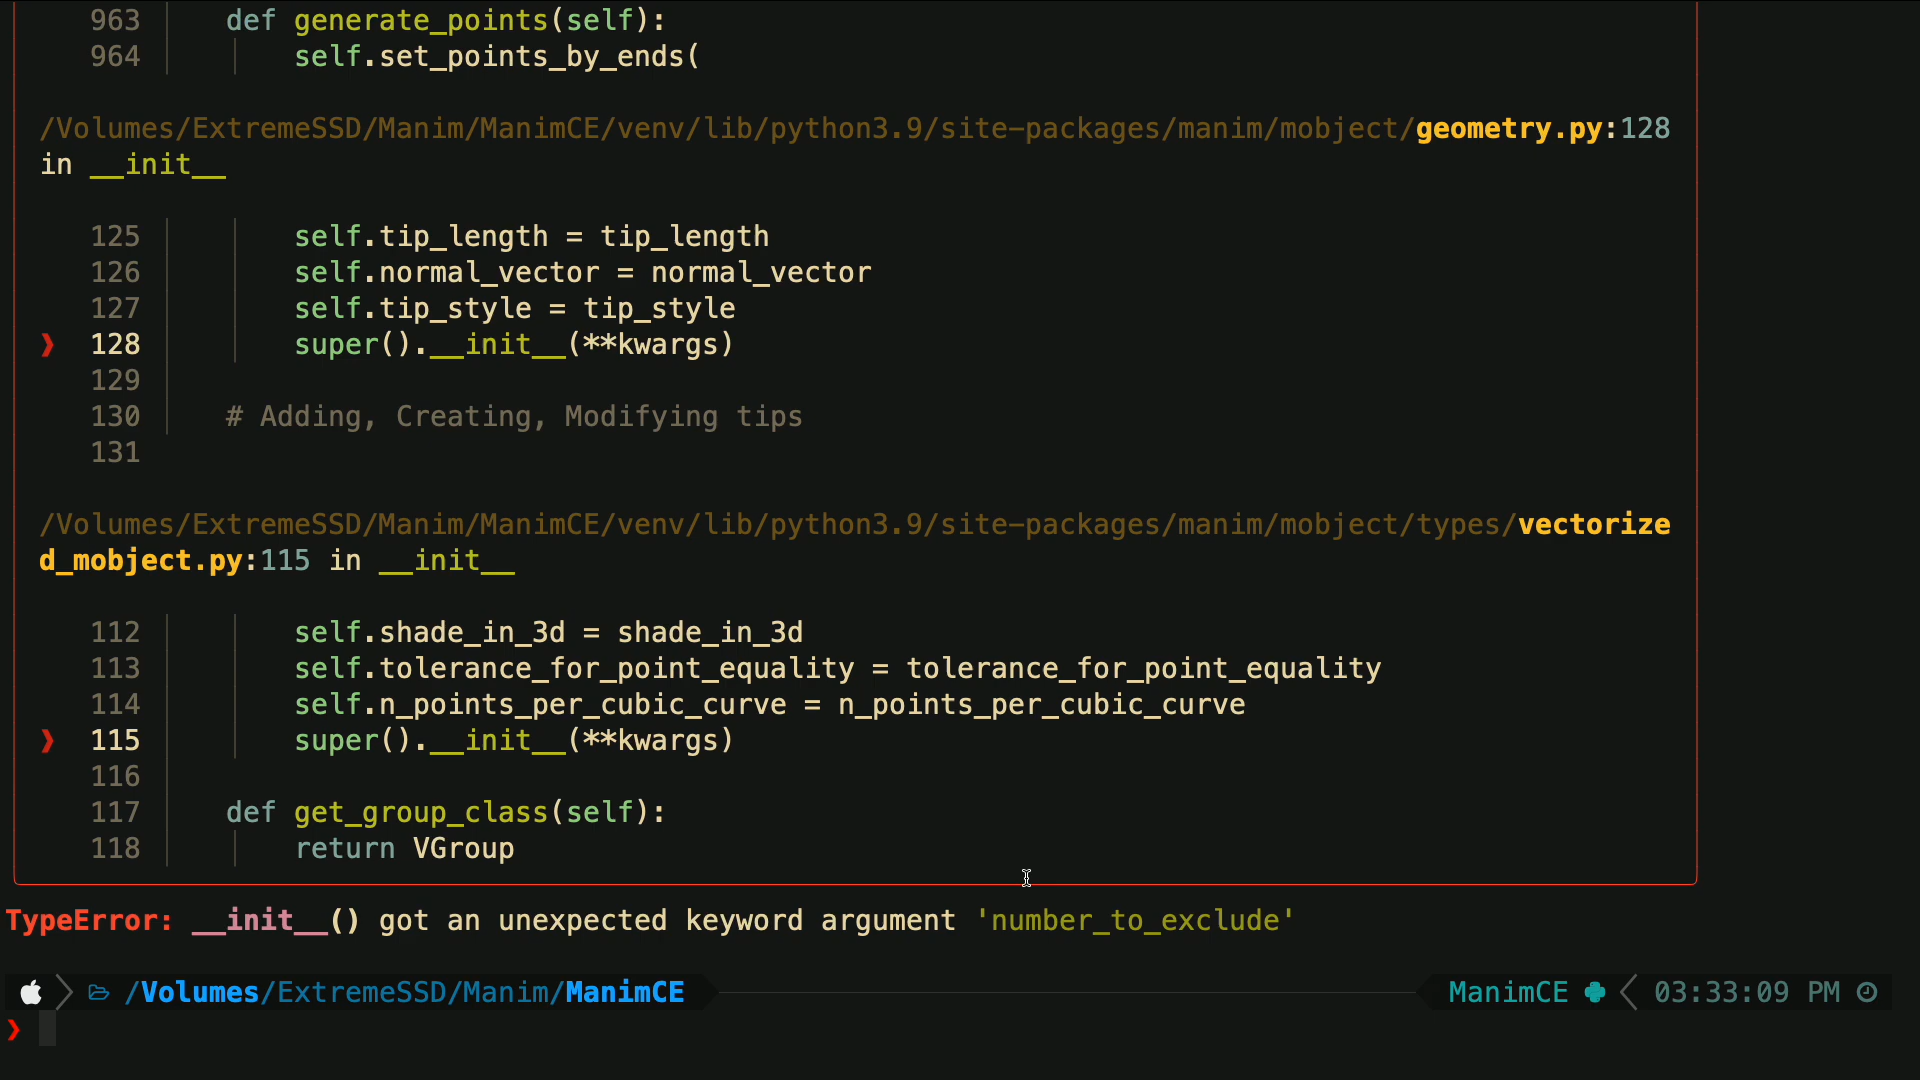 963 def generate_points(self):
964 self.set_points_by_ends(
/Volumes/ExtremeSSD/Manim/ManimCE/venv/lib/python3.9/site-packages/manim/mobject/geometry.py:128
in __init__
125 self.tip_length = tip_length
126 self.normal_vector = normal_vector
127 self.tip_style = tip_style
❱ 128 super().__init__(**kwargs)
129
130 # Adding, Creating, Modifying tips
131
/Volumes/ExtremeSSD/Manim/ManimCE/venv/lib/python3.9/site-packages/manim/mobject/types/vectorize
d_mobject.py:115 in __init__
112 self.shade_in_3d = shade_in_3d
113 self.tolerance_for_point_equality = tolerance_for_point_equality
114 self.n_points_per_cubic_curve = n_points_per_cubic_curve
❱ 115 super().__init__(**kwargs)
116
117 def get_group_class(self):
118 return VGroup
TypeError: __init__() got an unexpected keyword argument 'number_to_exclude'
/Volumes/ExtremeSSD/Manim/ManimCE ManimCE 03:33:09 PM
❯